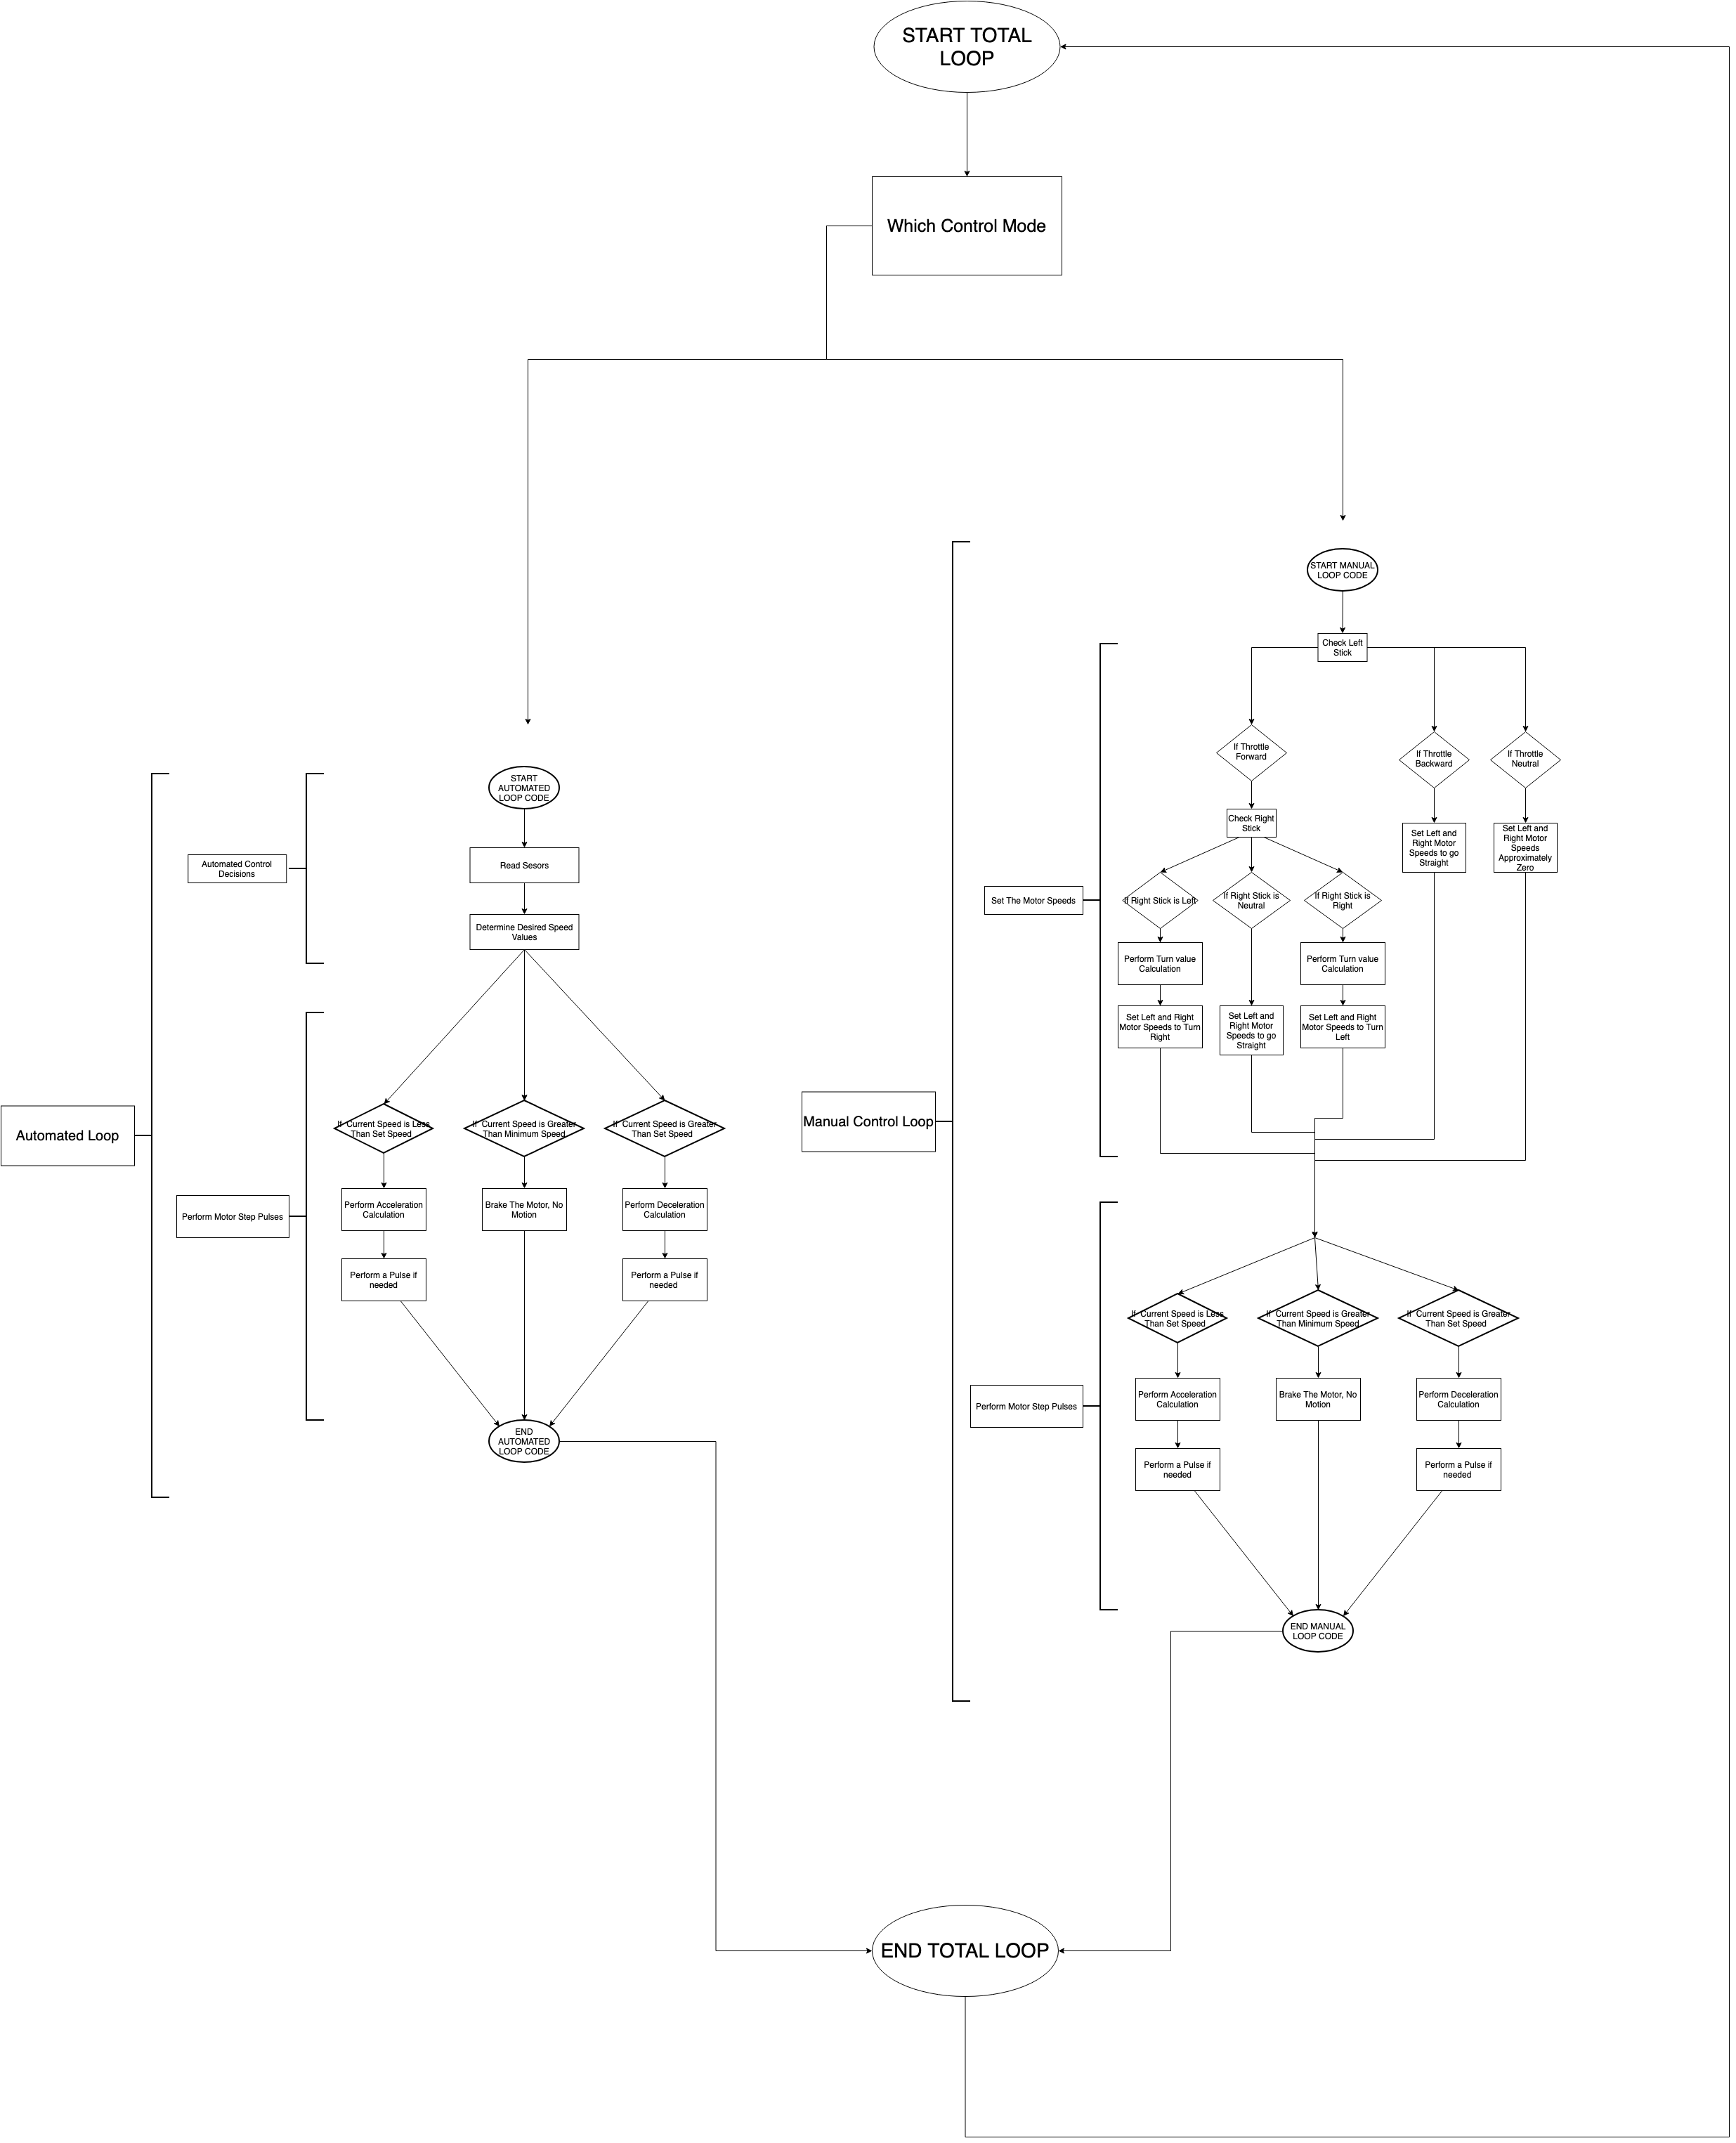 START TOTAL
LOOP
Which Control Mode
START MANUAL
LOOP CODE
Check Left
Stick
If Throttle
Forward
If Throttle
Backward
If Throttle
Neutral
START
AUTOMATED
LOOP CODE
Check Right
Stick
Set Left and
Right Motor
Speeds to go
Straight
Set Left and
Right Motor
Speeds
Approximately
Zero
Automated Control
Decisions
Read Sesors
Set The Motor Speeds
If Right Stick is Left
If Right Stick is
Neutral
If Right Stick is
Right
Determine Desired Speed
Values
Perform Turn value
Calculation
Perform Turn value
Calculation
Set Left and Right
Motor Speeds to Turn
Right
Set Left and
Right Motor
Speeds to go
Straight
Set Left and Right
Motor Speeds to Turn
Left
Automated Loop
If Current Speed is Less
Than Set Speed
If Current Speed is Greater
Than Minimum Speed
If Current Speed is Greater
Than Set Speed
Manual Control Loop
Perform Motor Step Pulses
Perform Acceleration
Calculation
Brake The Motor, No
Motion
Perform Deceleration
Calculation
Perform a Pulse if
needed
Perform a Pulse if
needed
If Current Speed is Less
Than Set Speed
If Current Speed is Greater
Than Minimum Speed
If Current Speed is Greater
Than Set Speed
Perform Motor Step Pulses
Perform Acceleration
Calculation
Brake The Motor, No
Motion
Perform Deceleration
Calculation
END
AUTOMATED
LOOP CODE
Perform a Pulse if
needed
Perform a Pulse if
needed
END MANUAL
LOOP CODE
END TOTAL LOOP